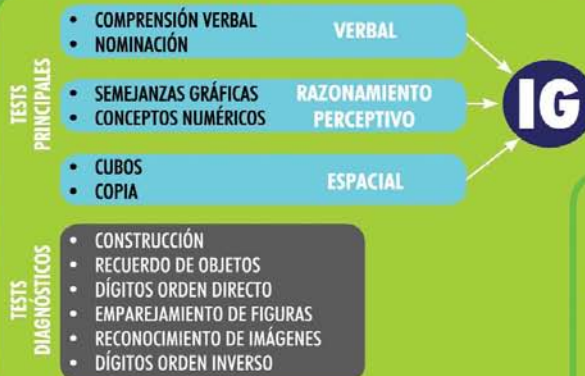 TESTS
PRINCIPALES
• COMPRENSIÓN VERBAL
• NOMINACIÓN
VERBAL
• SEMEJANZAS GRÁFICAS
• CONCEPTOS NUMÉRICOS
RAZONAMIENTO
PERCEPTIVO
• CUBOS
• COPIA
ESPACIAL
IG
TESTS
DIAGNÓSTICOS
• CONSTRUCCIÓN
• RECUERDO DE OBJETOS
• DÍGITOS ORDEN DIRECTO
• EMPAREJAMIENTO DE FIGURAS
• RECONOCIMIENTO DE IMÁGENES
• DÍGITOS ORDEN INVERSO